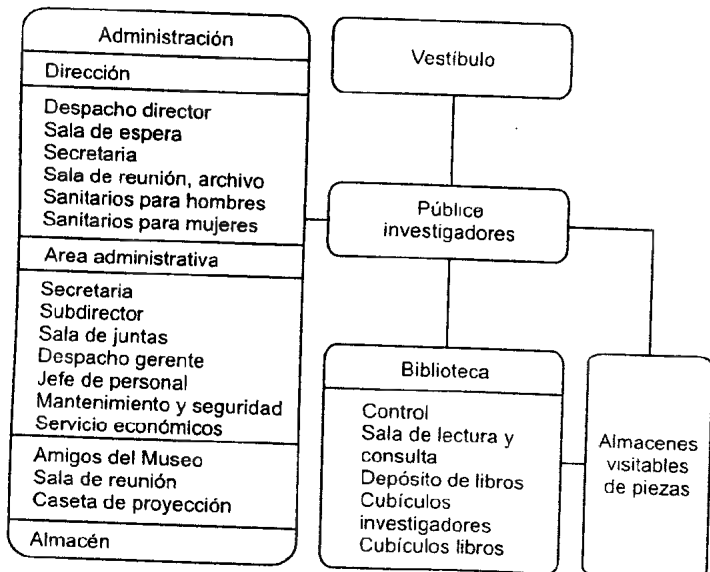 Administración
Dirección
Despacho director
Sala de espera
Secretaria
Sala de reunión, archivo
Sanitarios para hombres
Sanitarios para mujeres
Area administrativa
Secretaria
Subdirector
Sala de juntas
Despacho gerente
Jefe de personal
Mantenimiento y seguridad
Servicio económicos
Amigos del Museo
Sala de reunión
Caseta de proyección
Almacén
Vestíbulo
Público
investigadores
Biblioteca
Control
Sala de lectura y
consulta
Depósito de libros
Cubículos
investigadores
Cubículos libros
Almacenes
visitables
de piezas